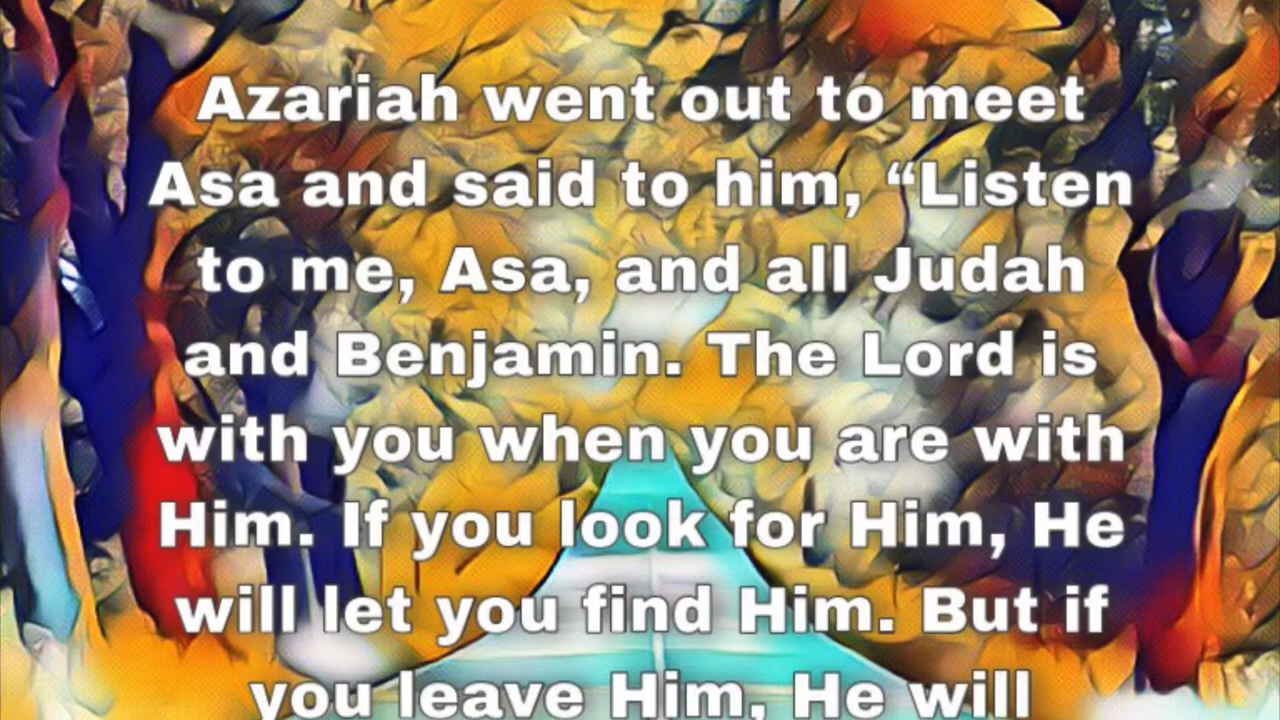 Azariah went out to meet
Asa and said to him, “Listen
to me, Asa, and all Judah
and Benjamin. The Lord is
with you when you are with
Him. If you look for Him, He
will let you find Him. But if
you leave Him, He will